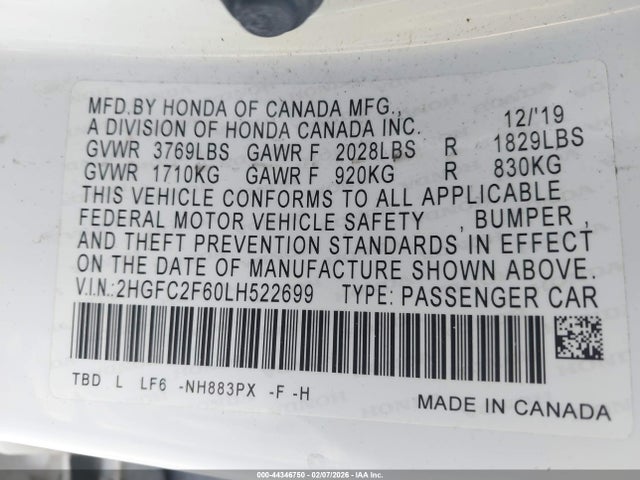 MFD.BY HONDA OF CANADA MFG.,
A DIVISION OF HONDA CANADA INC. 12/'19
GVWR 3769LBS GAWR F 2028LBS R 1829LBS
GVWR 1710KG GAWR F 920KG R 830KG
THIS VEHICLE CONFORMS TO ALL APPLICABLE
FEDERAL MOTOR VEHICLE SAFETY , BUMPER ,
AND THEFT PREVENTION STANDARDS IN EFFECT
ON THE DATE OF MANUFACTURE SHOWN ABOVE.
V.I.N.:2HGFC2F60LH522699 TYPE: PASSENGER CAR
TBD L LF6 -NH883PX -F -H
MADE IN CANADA
000-44346750 - 02/07/2026 - IAA Inc.